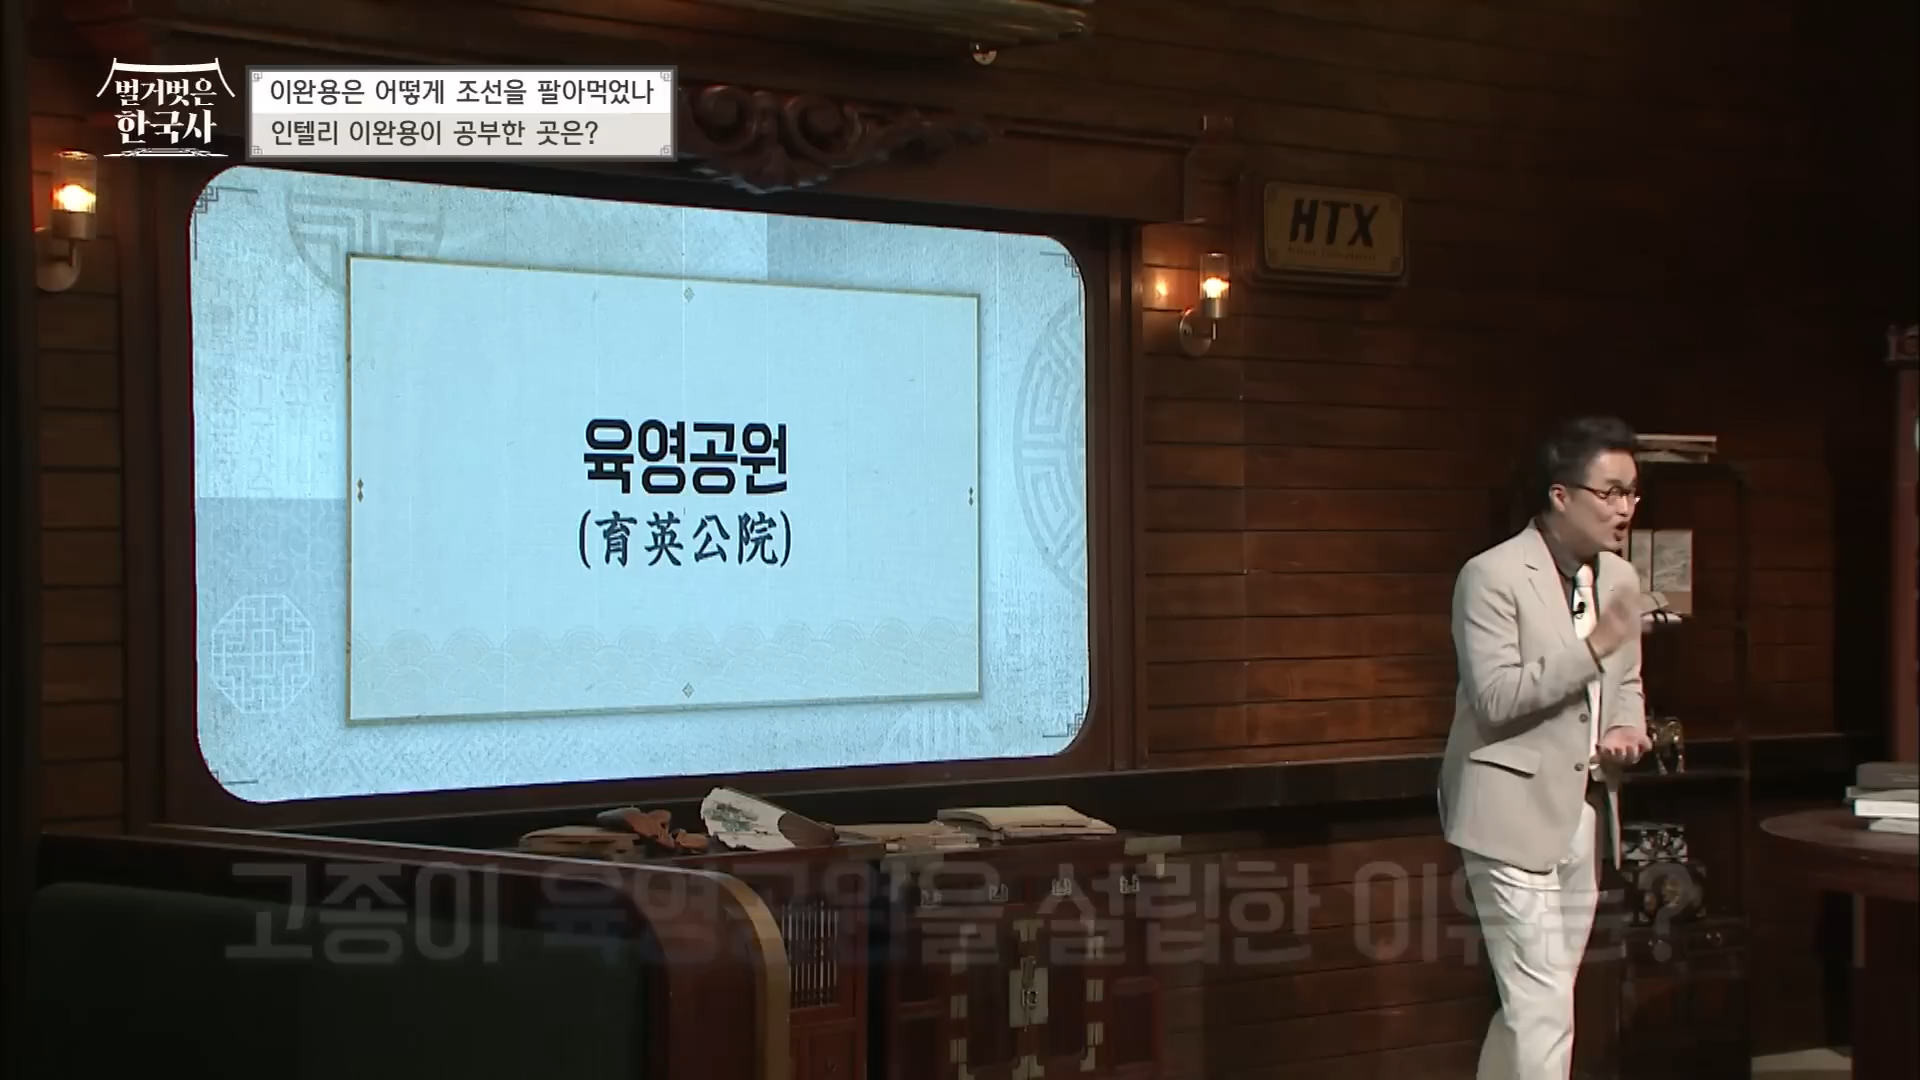 벌거벗은
한국사
이완용은 어떻게 조선을 팔아먹었나
인텔리 이완용이 공부한 곳은?
HTX
육영공원
(育英公院)
고종이 육영공원을 설립한 이유는?